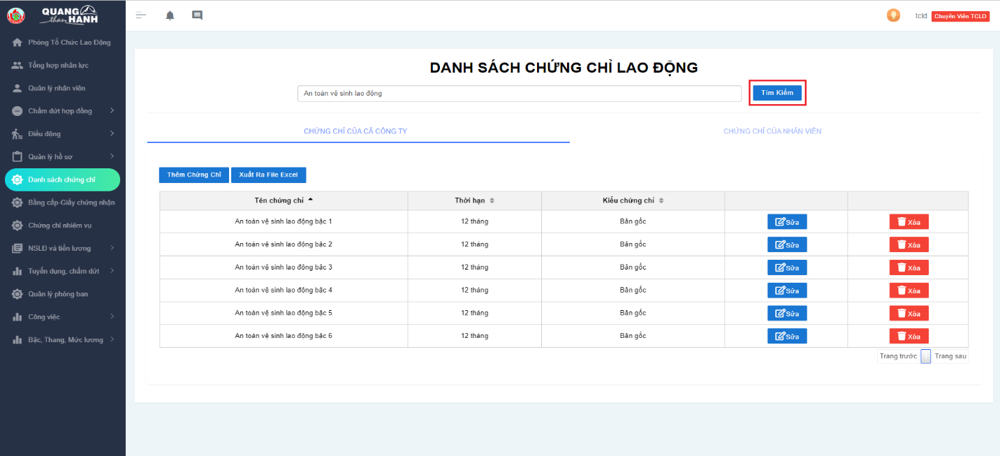 QUANG
than HẠNH
tcld Chuyên Viên TCLD
Phòng Tổ Chức Lao Động
Tổng hợp nhân lực
Quản lý nhân viên
Chấm dứt hợp đồng
Điều động
Quản lý hồ sơ
Danh sách chứng chỉ
Bằng cấp-Giấy chứng nhận
Chứng chỉ nhiệm vụ
NSLĐ và tiền lương
Tuyển dụng, chấm dứt
Quản lý phòng ban
Công việc
Bậc, Thang, Mức lương
DANH SÁCH CHỨNG CHỈ LAO ĐỘNG
An toàn vệ sinh lao động Tìm Kiếm
CHỨNG CHỈ CỦA CẢ CÔNG TY CHỨNG CHỈ CỦA NHÂN VIÊN
Thêm Chứng Chỉ Xuất Ra File Excel
Tên chứng chỉ Thời hạn Kiểu chứng chỉ
An toàn vệ sinh lao động bậc 1 12 tháng Bản gốc Sửa Xóa
An toàn vệ sinh lao động bậc 2 12 tháng Bản gốc Sửa Xóa
An toàn vệ sinh lao động bậc 3 12 tháng Bản gốc Sửa Xóa
An toàn vệ sinh lao động bậc 4 12 tháng Bản gốc Sửa Xóa
An toàn vệ sinh lao động bậc 5 12 tháng Bản gốc Sửa Xóa
An toàn vệ sinh lao động bậc 6 12 tháng Bản gốc Sửa Xóa
Trang trước Trang sau